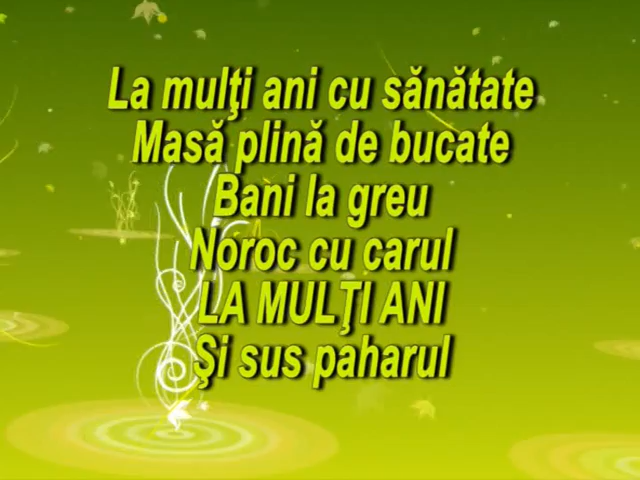 La mulţi ani cu sănătate
Masă plină de bucate
Bani la greu
Noroc cu carul
LA MULŢI ANI
Şi sus paharul